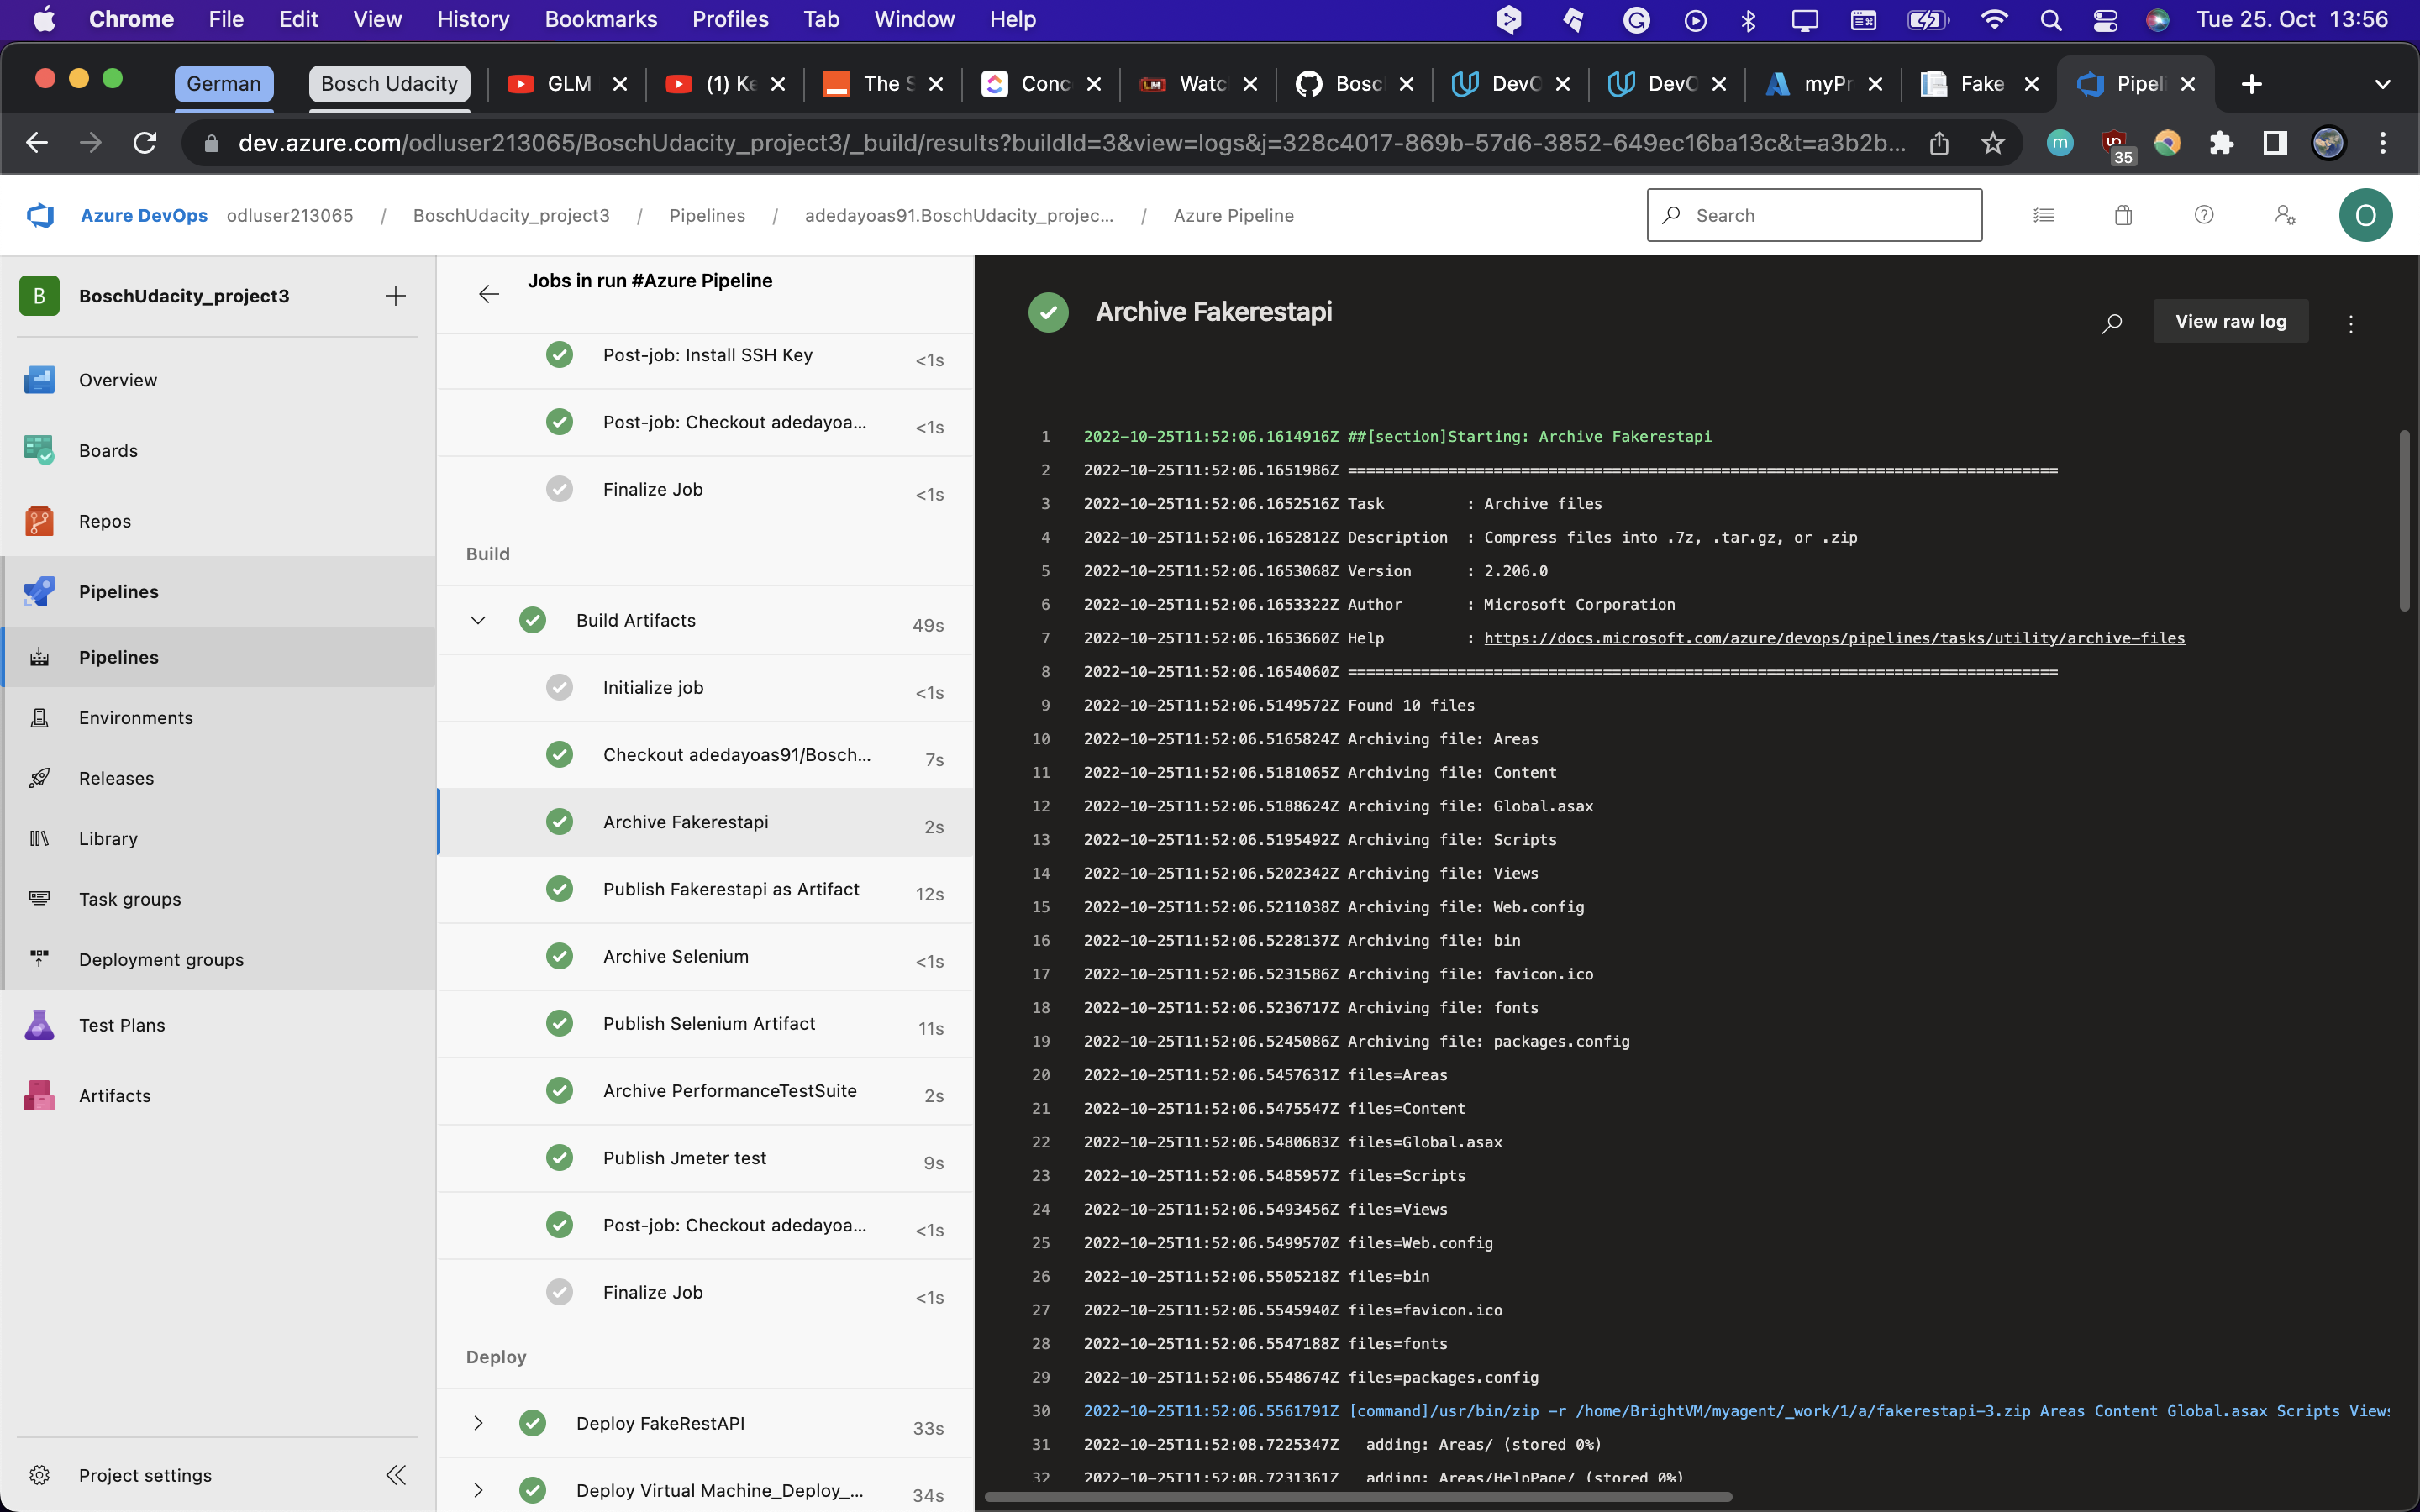 Chrome File Edit View History Bookmarks Profiles Tab Window Help Tue 25. Oct 13:56
German Bosch Udacity GLM (1) Ke The S Conc Watc Bosc DevO DevO myPr Fake Pipeli
dev.azure.com/odluser213065/BoschUdacity_project3/_build/results?buildId=3&view=logs&j=328c4017-869b-57d6-3852-649ec16ba13c&t=a3b2b... m 35
Azure DevOps odluser213065 / BoschUdacity_project3 / Pipelines / adedayoas91.BoschUdacity_projec... / Azure Pipeline Search O
B BoschUdacity_project3
Overview
Boards
Repos
Pipelines
Pipelines
Environments
Releases
Library
Task groups
Deployment groups
Test Plans
Artifacts
Project settings
Jobs in run #Azure Pipeline
Post-job: Install SSH Key <1s
Post-job: Checkout adedayoa... <1s
Finalize Job <1s
Build
Build Artifacts 49s
Initialize job <1s
Checkout adedayoas91/Bosch... 7s
Archive Fakerestapi 2s
Publish Fakerestapi as Artifact 12s
Archive Selenium <1s
Publish Selenium Artifact 11s
Archive PerformanceTestSuite 2s
Publish Jmeter test 9s
Post-job: Checkout adedayoa... <1s
Finalize Job <1s
Deploy
Deploy FakeRestAPI 33s
Deploy Virtual Machine_Deploy_... 34s
Archive Fakerestapi
View raw log
1 2022-10-25T11:52:06.1614916Z ##[section]Starting: Archive Fakerestapi
2 2022-10-25T11:52:06.1651986Z ==============================================================================
3 2022-10-25T11:52:06.1652516Z Task : Archive files
4 2022-10-25T11:52:06.1652812Z Description : Compress files into .7z, .tar.gz, or .zip
5 2022-10-25T11:52:06.1653068Z Version : 2.206.0
6 2022-10-25T11:52:06.1653322Z Author : Microsoft Corporation
7 2022-10-25T11:52:06.1653660Z Help : https://docs.microsoft.com/azure/devops/pipelines/tasks/utility/archive-files
8 2022-10-25T11:52:06.1654060Z ==============================================================================
9 2022-10-25T11:52:06.5149572Z Found 10 files
10 2022-10-25T11:52:06.5165824Z Archiving file: Areas
11 2022-10-25T11:52:06.5181065Z Archiving file: Content
12 2022-10-25T11:52:06.5188624Z Archiving file: Global.asax
13 2022-10-25T11:52:06.5195492Z Archiving file: Scripts
14 2022-10-25T11:52:06.5202342Z Archiving file: Views
15 2022-10-25T11:52:06.5211038Z Archiving file: Web.config
16 2022-10-25T11:52:06.5228137Z Archiving file: bin
17 2022-10-25T11:52:06.5231586Z Archiving file: favicon.ico
18 2022-10-25T11:52:06.5236717Z Archiving file: fonts
19 2022-10-25T11:52:06.5245086Z Archiving file: packages.config
20 2022-10-25T11:52:06.5457631Z files=Areas
21 2022-10-25T11:52:06.5475547Z files=Content
22 2022-10-25T11:52:06.5480683Z files=Global.asax
23 2022-10-25T11:52:06.5485957Z files=Scripts
24 2022-10-25T11:52:06.5493456Z files=Views
25 2022-10-25T11:52:06.5499570Z files=Web.config
26 2022-10-25T11:52:06.5505218Z files=bin
27 2022-10-25T11:52:06.5545940Z files=favicon.ico
28 2022-10-25T11:52:06.5547188Z files=fonts
29 2022-10-25T11:52:06.5548674Z files=packages.config
30 2022-10-25T11:52:06.5561791Z [command]/usr/bin/zip -r /home/BrightVM/myagent/_work/1/a/fakerestapi-3.zip Areas Content Global.asax Scripts Views
31 2022-10-25T11:52:08.7225347Z adding: Areas/ (stored 0%)
32 2022-10-25T11:52:08.7231361Z adding: Areas/HelpPage/ (stored 0%)